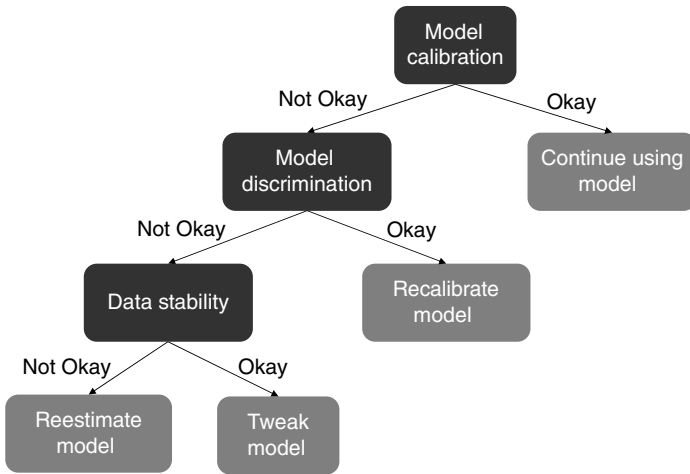 Model
calibration
Not Okay
Okay
Model
discrimination
Continue using
model
Not Okay
Okay
Data stability
Recalibrate
model
Not Okay
Okay
Reestimate
model
Tweak
model